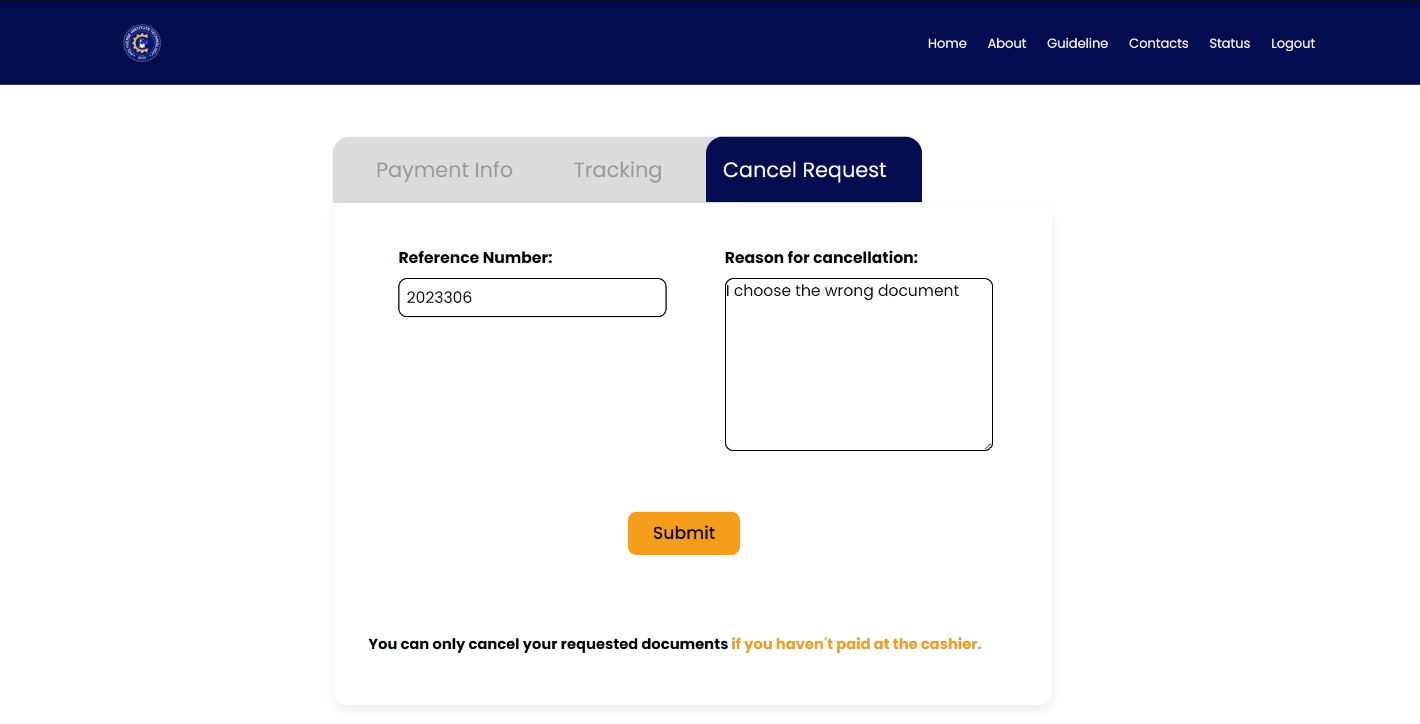 Home About Guideline Contacts Status Logout
Payment Info Tracking Cancel Request
Reference Number: Reason for cancellation:
2023306 I choose the wrong document
Submit
You can only cancel your requested documents if you haven't paid at the cashier.